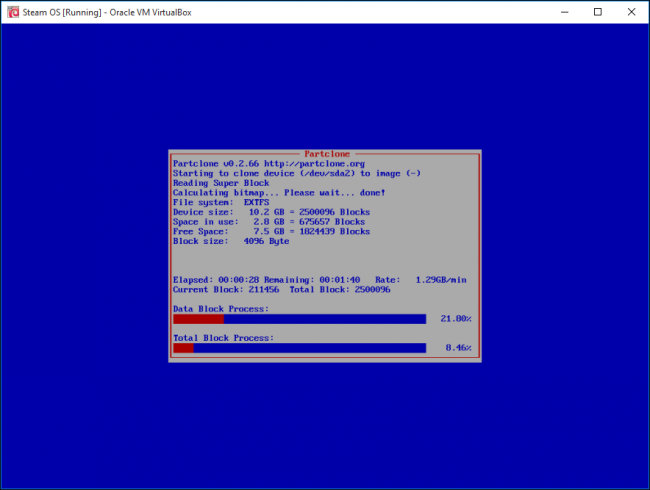 Steam OS [Running] - Oracle VM VirtualBox
Partclone
Partclone v0.2.66 http://partclone.org
Starting to clone device (/dev/sda2) to image (-)
Reading Super Block
Calculating bitmap... Please wait... done!
File system: EXTFS
Device size: 10.2 GB = 2500096 Blocks
Space in use: 2.8 GB = 675657 Blocks
Free Space: 7.5 GB = 1824439 Blocks
Block size: 4096 Byte
Elapsed: 00:00:28 Remaining: 00:01:40 Rate: 1.29GB/min
Current Block: 211456 Total Block: 2500096
Data Block Process:
21.80%
Total Block Process:
8.46%